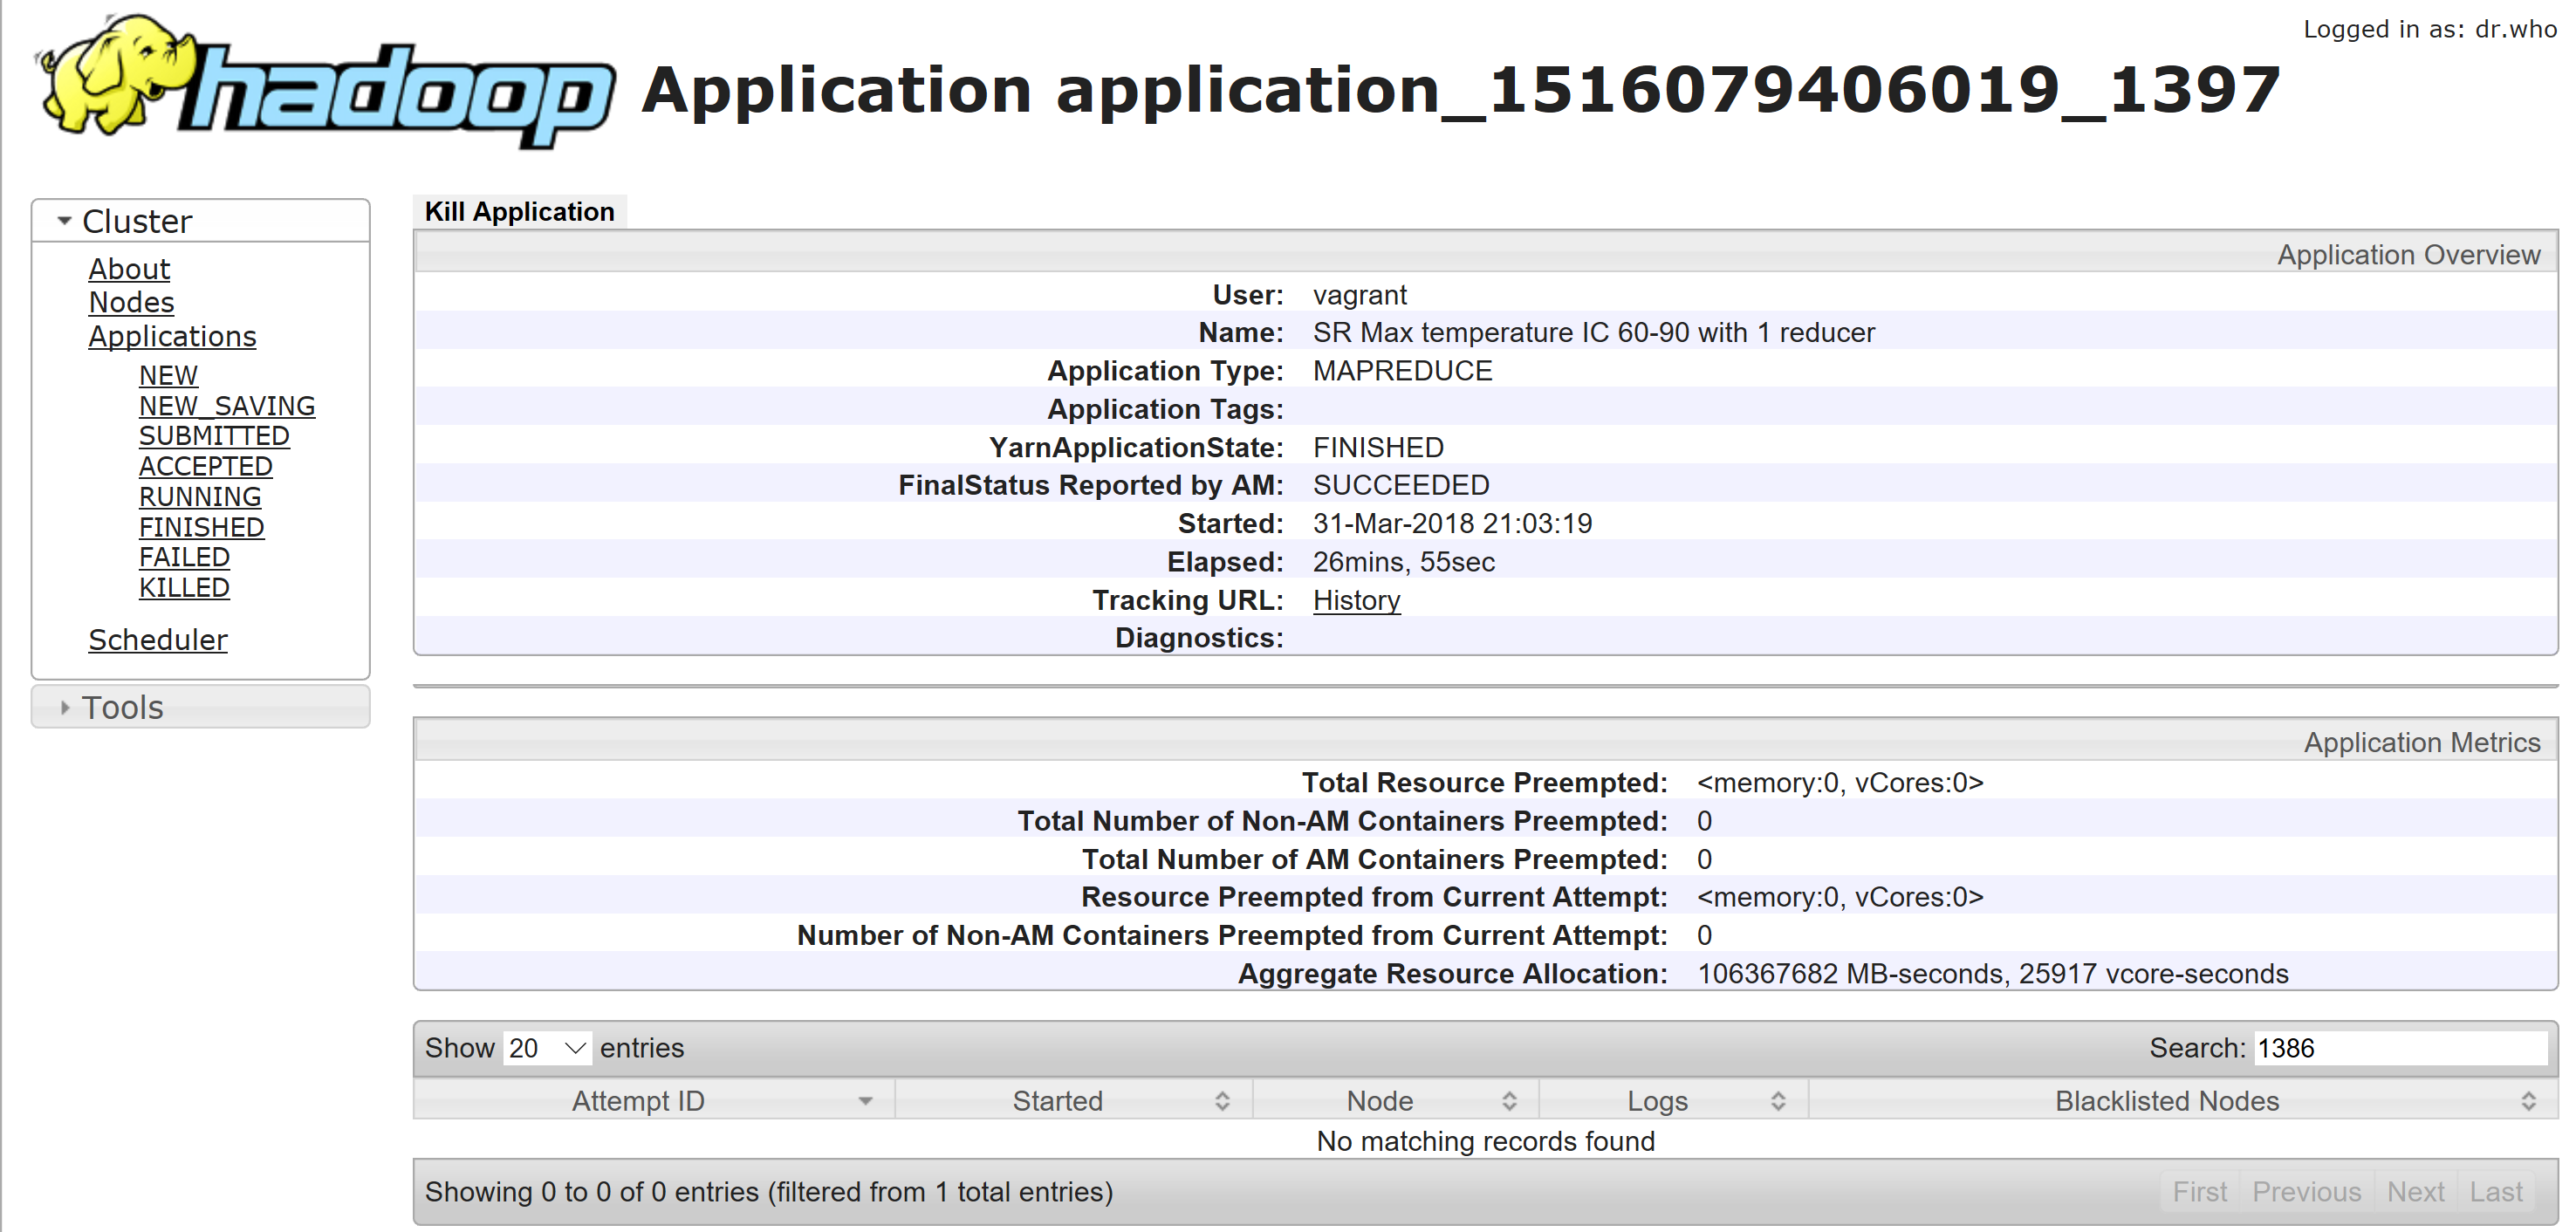 Logged in as: dr.who
hadoop
Application application_1516079406019_1397
Cluster
About
Nodes
Applications
NEW
NEW_SAVING
SUBMITTED
ACCEPTED
RUNNING
FINISHED
FAILED
KILLED
Scheduler
Tools
Kill Application
Application Overview
User: vagrant
Name: SR Max temperature IC 60-90 with 1 reducer
Application Type: MAPREDUCE
Application Tags:
YarnApplicationState: FINISHED
FinalStatus Reported by AM: SUCCEEDED
Started: 31-Mar-2018 21:03:19
Elapsed: 26mins, 55sec
Tracking URL: History
Diagnostics:
Application Metrics
Total Resource Preempted: <memory:0, vCores:0>
Total Number of Non-AM Containers Preempted: 0
Total Number of AM Containers Preempted: 0
Resource Preempted from Current Attempt: <memory:0, vCores:0>
Number of Non-AM Containers Preempted from Current Attempt: 0
Aggregate Resource Allocation: 106367682 MB-seconds, 25917 vcore-seconds
Show 20 entries Search: 1386
Attempt ID Started Node Logs Blacklisted Nodes
No matching records found
Showing 0 to 0 of 0 entries (filtered from 1 total entries) First Previous Next Last